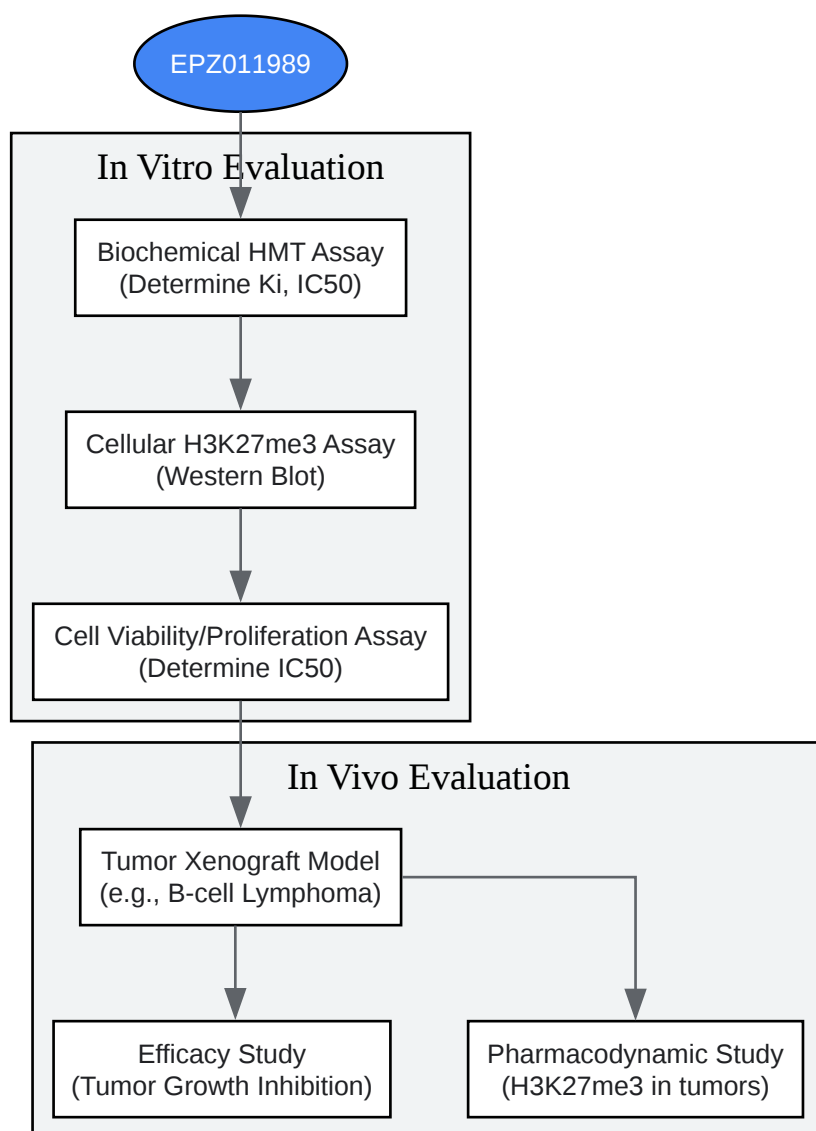 EPZ011989
In Vitro Evaluation
Biochemical HMT Assay
(Determine Ki, IC50)
Cellular H3K27me3 Assay
(Western Blot)
Cell Viability/Proliferation Assay
(Determine IC50)
In Vivo Evaluation
Tumor Xenograft Model
(e.g., B-cell Lymphoma)
Efficacy Study
(Tumor Growth Inhibition)
Pharmacodynamic Study
(H3K27me3 in tumors)